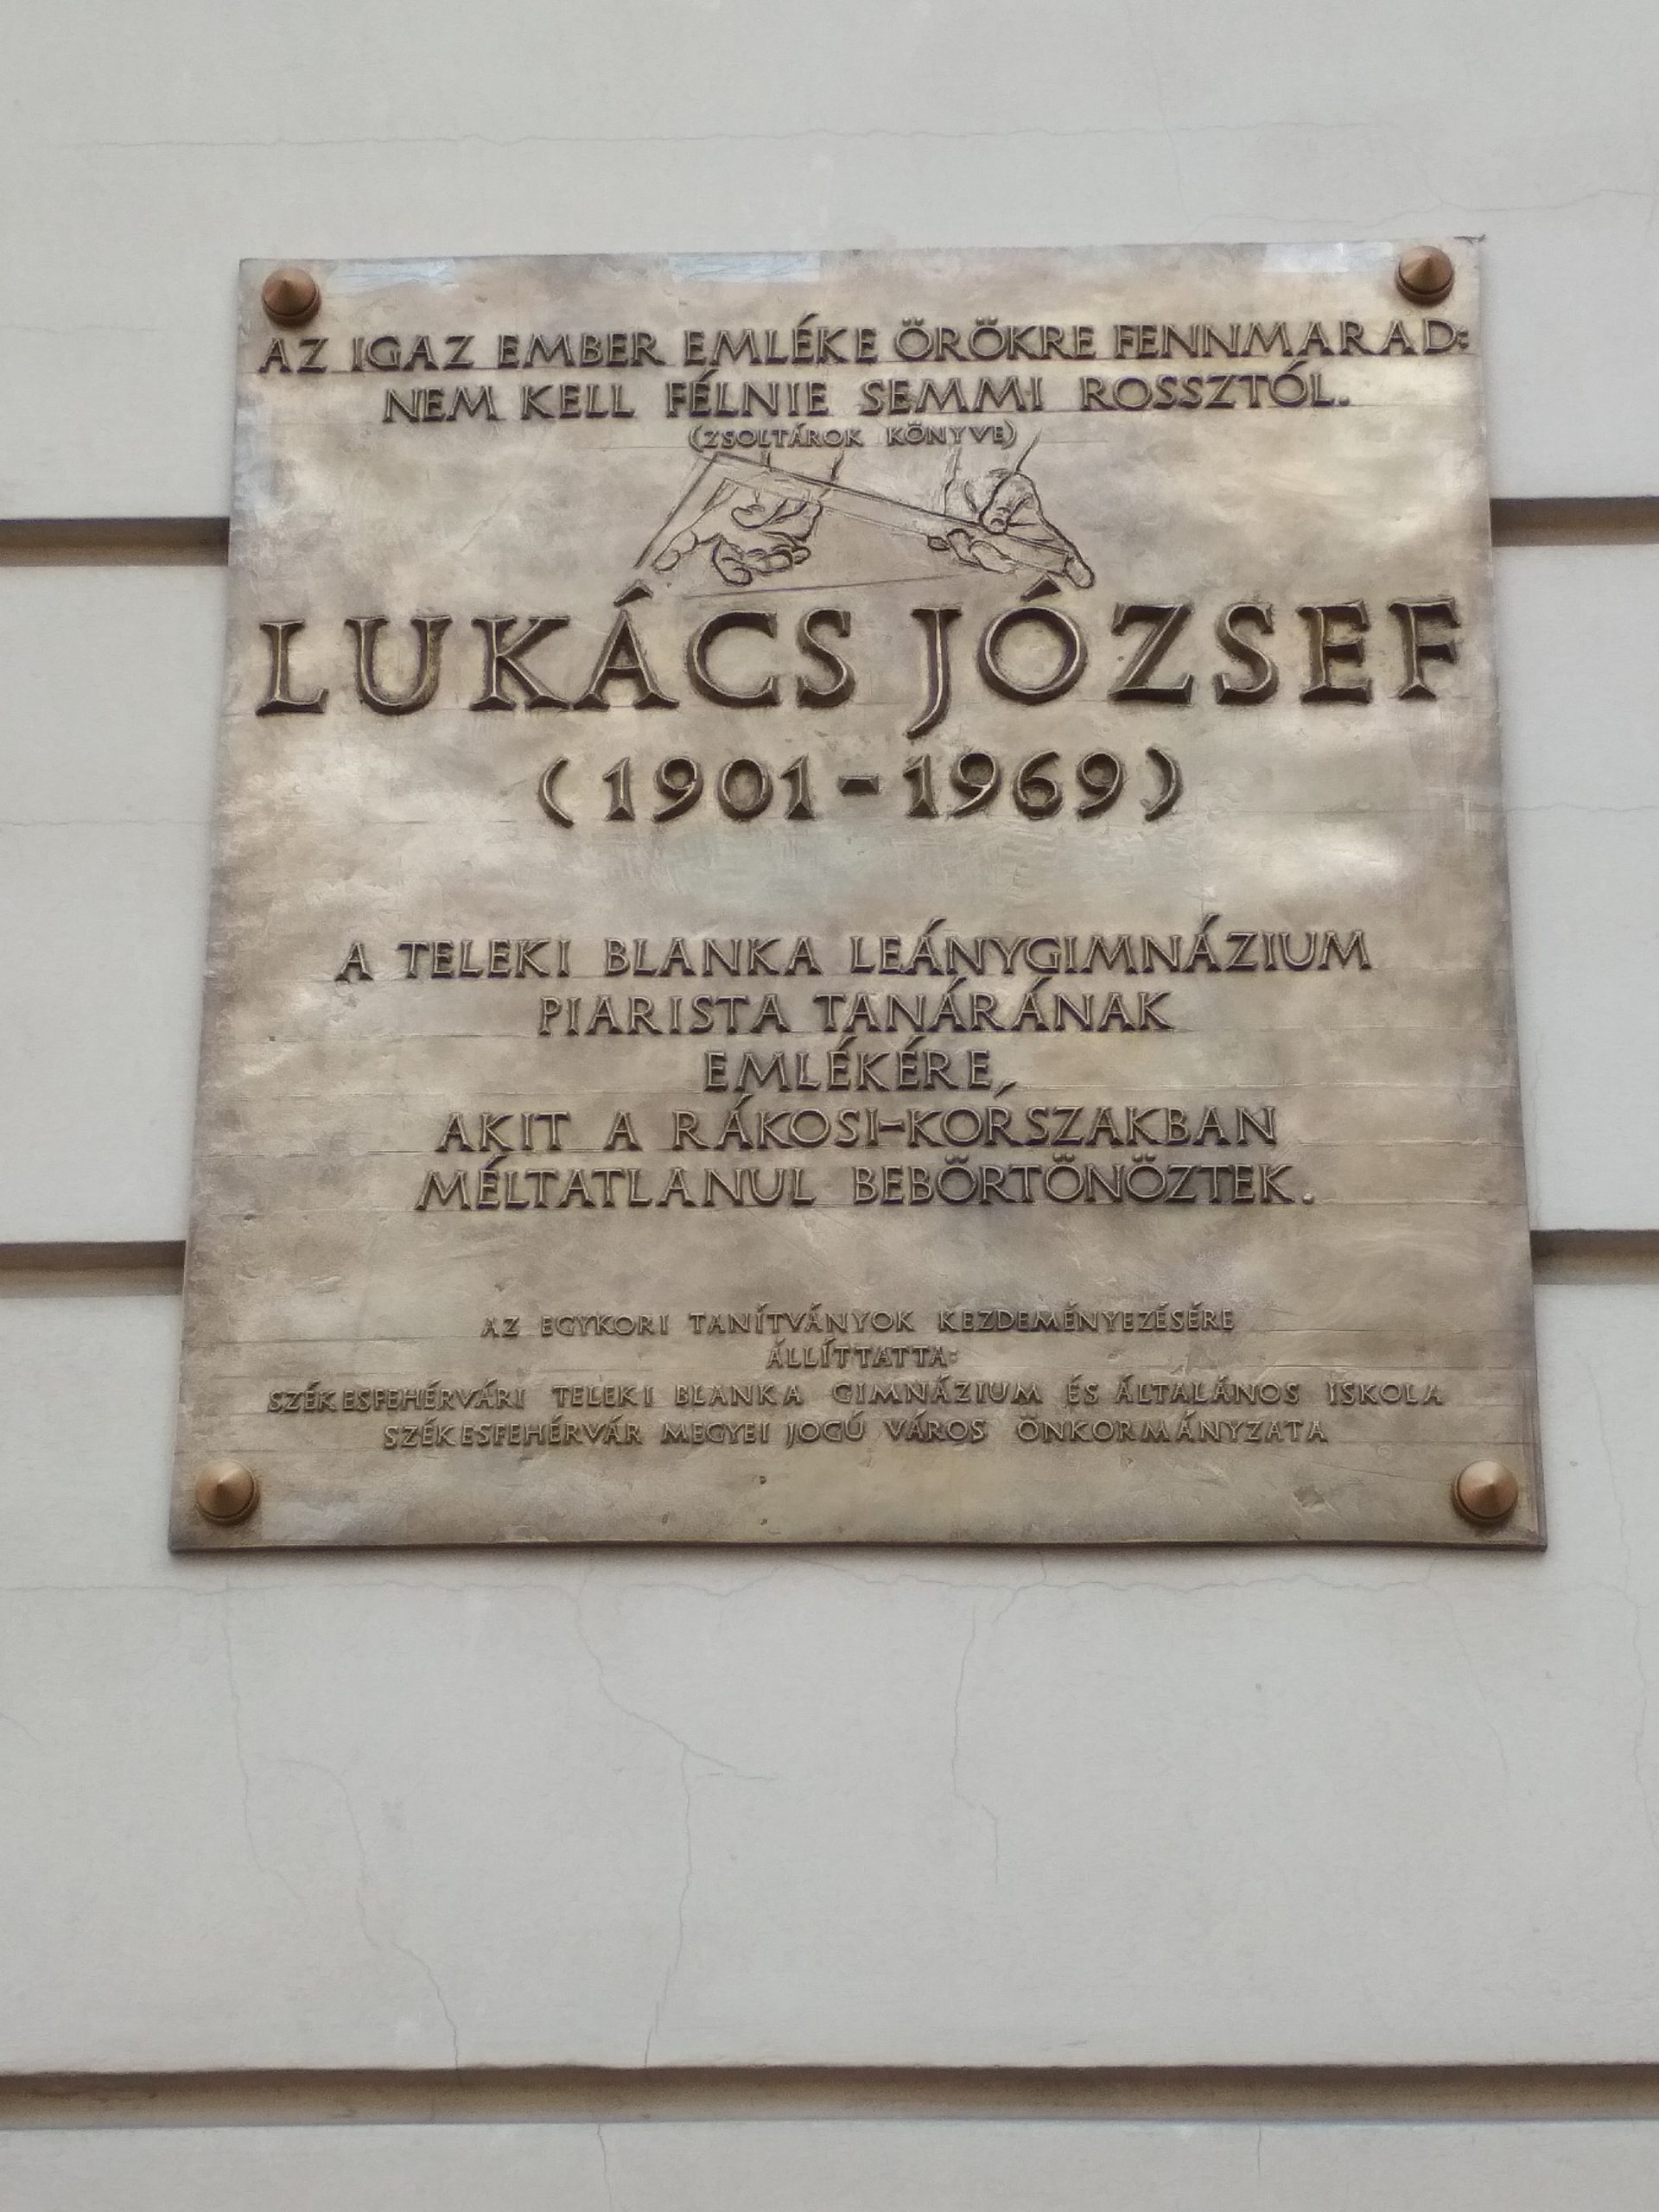 AZ IGAZ EMBER EMLÉKE ÖRÖKRE FENNMARAD:
NEM KELL FÉLNIE SEMMI ROSSZTÓL.
(ZSOLTÁROK KÖNYVE)
LUKÁCS JÓZSEF
(1901-1969)
A TELEKI BLANKA LEÁNYGIMNÁZIUM
PIARISTA TANÁRÁNAK
EMLÉKÉRE,
AKIT A RÁKOSI-KORSZAKBAN
MÉLTATLANUL BEBÖRTÖNÖZTEK.
AZ EGYKORI TANÍTVÁNYOK KEZDEMÉNYEZÉSÉRE
ÁLLÍTTATTA:
SZÉKESFEHÉRVÁRI TELEKI BLANKA GIMNÁZIUM ÉS ÁLTALÁNOS ISKOLA
SZÉKESFEHÉRVÁR MEGYEI JOGÚ VÁROS ÖNKORMÁNYZATA